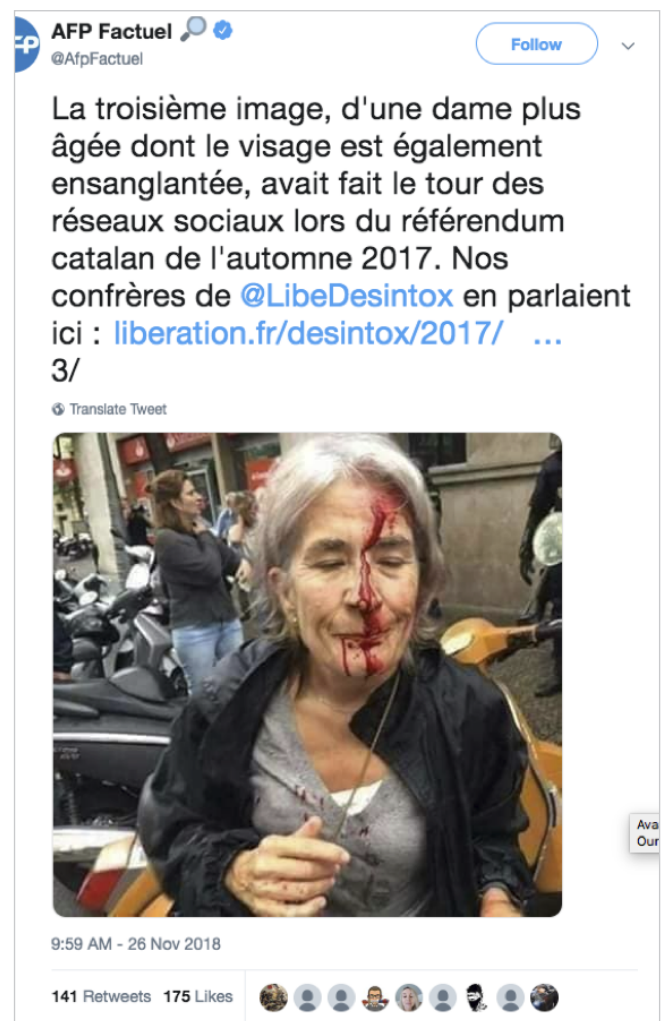 AFP Factuel
@AfpFactuel
Follow
La troisième image, d'une dame plus
âgée dont le visage est également
ensanglantée, avait fait le tour des
réseaux sociaux lors du référendum
catalan de l'automne 2017. Nos
confrères de @LibeDesintox en parlaient
ici : liberation.fr/desintox/2017/ ...
3/
Translate Tweet
Ava
Our
9:59 AM - 26 Nov 2018
141 Retweets 175 Likes